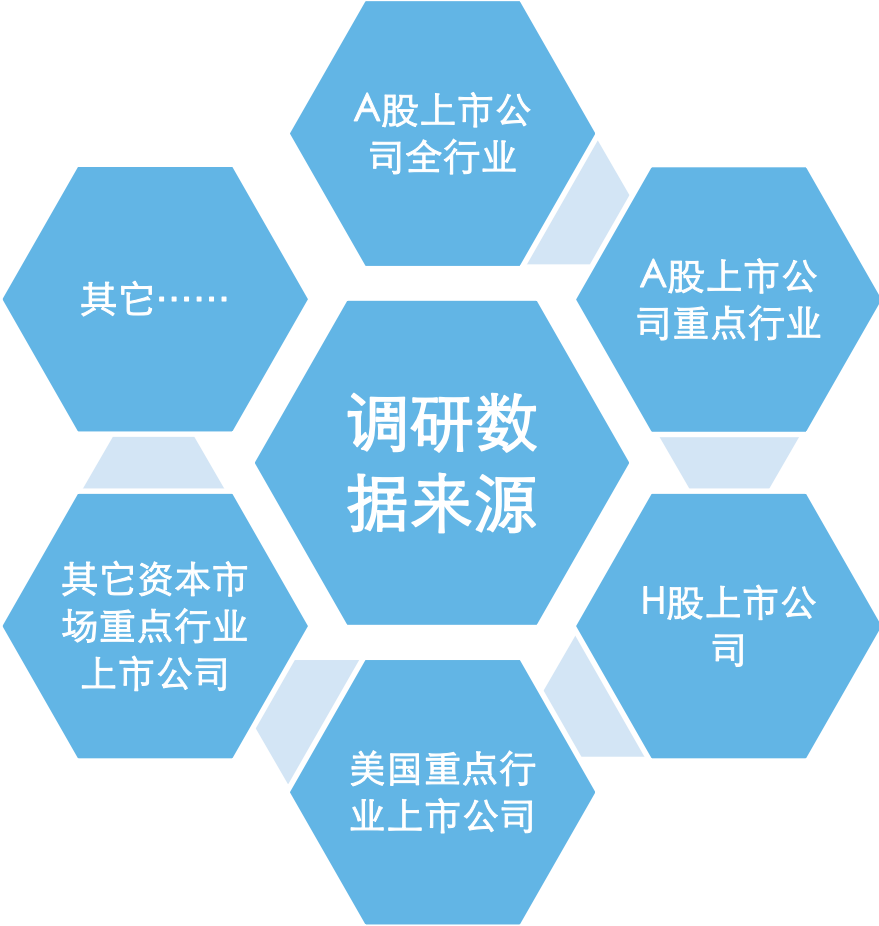 A股上市公
司全行业
A股上市公
司重点行业
H股上市公
司
美国重点行
业上市公司
其它资本市
场重点行业
上市公司
其它……
调研数
据来源